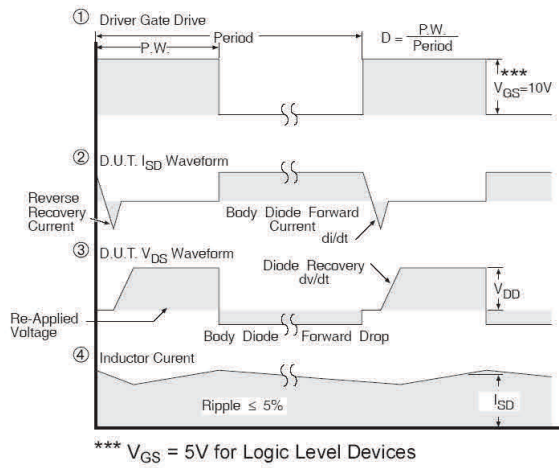 ① Driver Gate Drive
P.W.
Period
D = P.W.
Period
***
VGS=10V
② D.U.T. ISD Waveform
Reverse
Recovery
Current
Body Diode Forward
Current
di/dt
③ D.U.T. VDS Waveform
Diode Recovery
dv/dt
VDD
Re-Applied
Voltage
Body Diode Forward Drop
④ Inductor Curent
Ripple ≤ 5%
ISD
*** VGS = 5V for Logic Level Devices